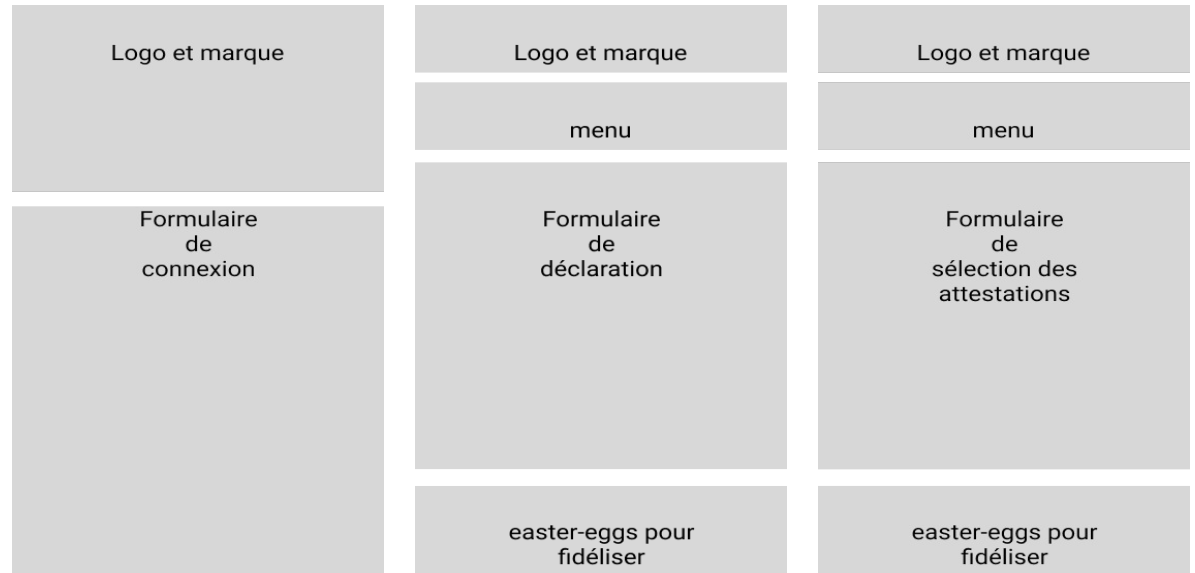 Logo et marque
Formulaire
de
connexion
Logo et marque
menu
Formulaire
de
déclaration
easter-eggs pour
fidéliser
Logo et marque
menu
Formulaire
de
sélection des
attestations
easter-eggs pour
fidéliser